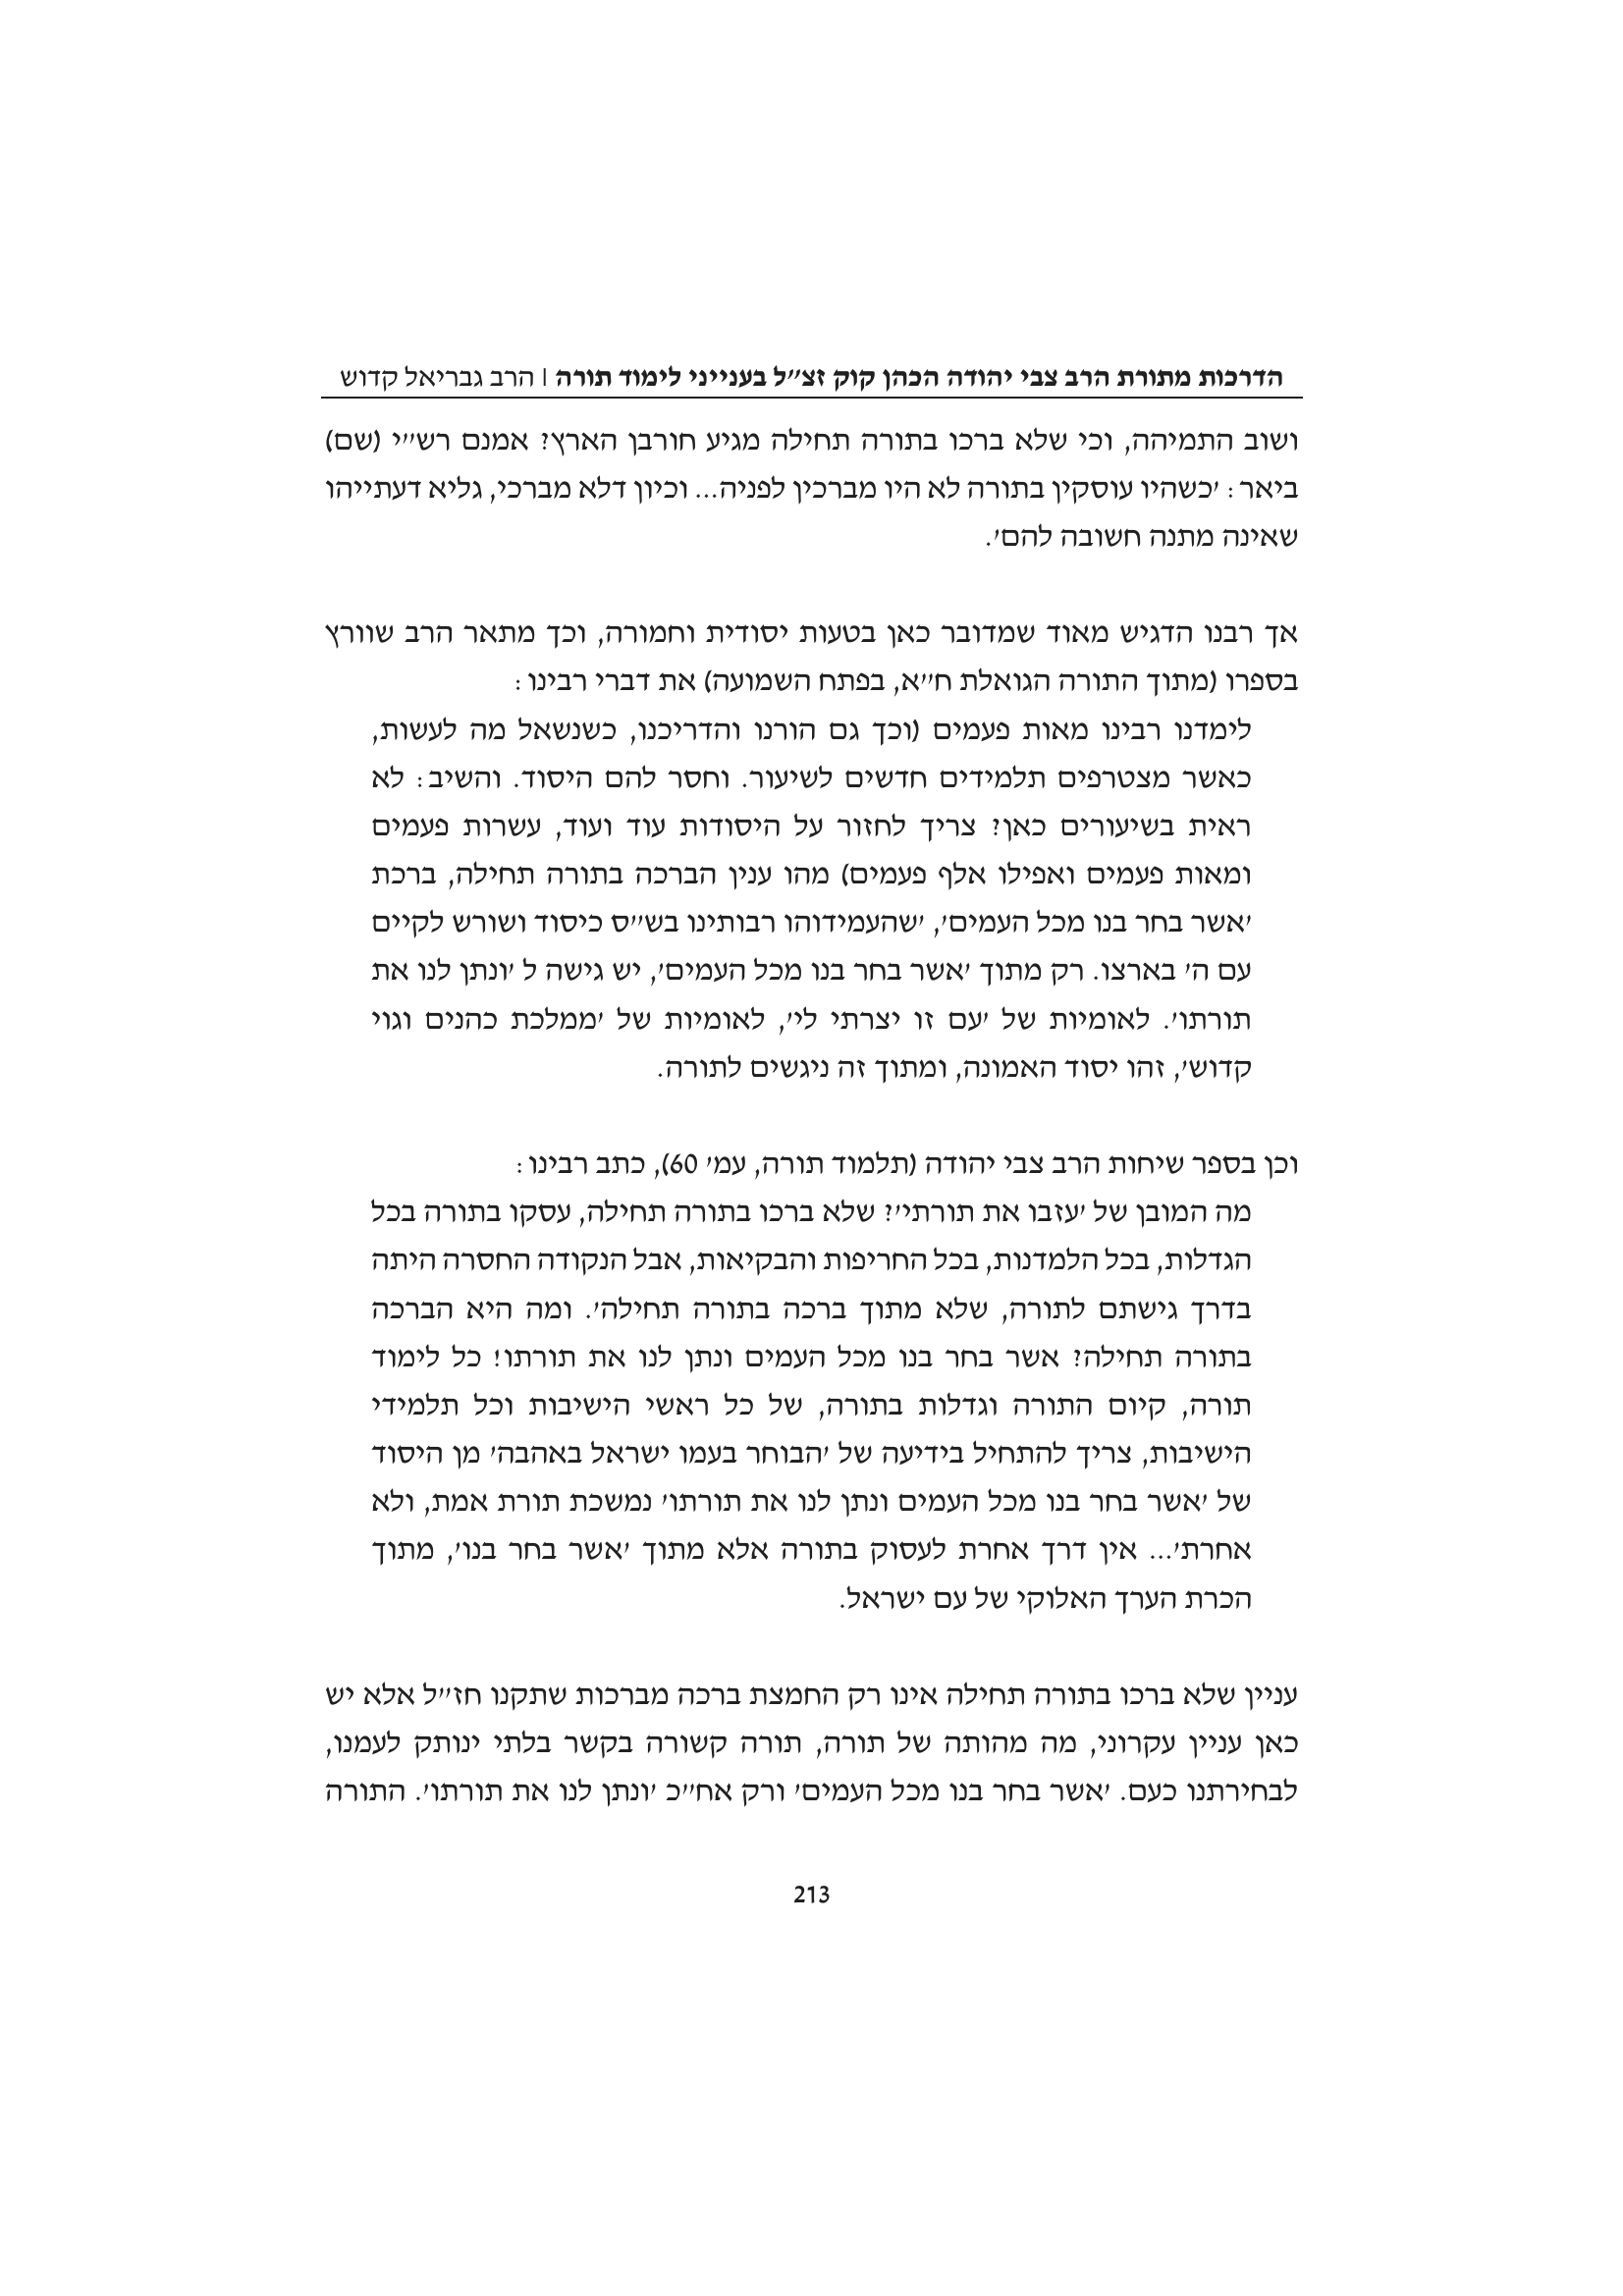 הדרכות מתורת הרב צבי יהודה הכהן קוק זצ"ל בענייני לימוד תורה | הרב גבריאל קדוש
ושוב התמיהה, וכי שלא ברכו בתורה תחילה מגיע חורבן הארץ? אמנם רש"י (שם)
ביאר: 'כשהיו עוסקין בתורה לא היו מברכין לפניה... וכיון דלא מברכי, גליא דעתייהו
שאינה מתנה חשובה להם'.
אך רבנו הדגיש מאוד שמדובר כאן בטעות יסודית וחמורה, וכך מתאר הרב שוורץ
בספרו (מתוך התורה הגואלת ח"א, בפתח השמועה) את דברי רבינו:
לימדנו רבינו מאות פעמים (וכך גם הורנו והדריכנו, כשנשאל מה לעשות,
כאשר מצטרפים תלמידים חדשים לשיעור. וחסר להם היסוד. והשיב: לא
ראית בשיעורים כאן? צריך לחזור על היסודות עוד ועוד, עשרות פעמים
ומאות פעמים ואפילו אלף פעמים) מהו ענין הברכה בתורה תחילה, ברכת
'אשר בחר בנו מכל העמים', 'שהעמידוהו רבותינו בש"ס כיסוד ושורש לקיים
עם ה' בארצו. רק מתוך 'אשר בחר בנו מכל העמים', יש גישה ל 'ונתן לנו את
תורתו'. לאומיות של 'עם זו יצרתי לי', לאומיות של 'ממלכת כהנים וגוי
קדוש', זהו יסוד האמונה, ומתוך זה ניגשים לתורה.
וכן בספר שיחות הרב צבי יהודה (תלמוד תורה, עמ' 60), כתב רבינו:
מה המובן של 'עזבו את תורתי'? שלא ברכו בתורה תחילה, עסקו בתורה בכל
הגדלות, בכל הלמדנות, בכל החריפות והבקיאות, אבל הנקודה החסרה היתה
בדרך גישתם לתורה, שלא מתוך ברכה בתורה תחילה'. ומה היא הברכה
בתורה תחילה? אשר בחר בנו מכל העמים ונתן לנו את תורתו! כל לימוד
תורה, קיום התורה וגדלות בתורה, של כל ראשי הישיבות וכל תלמידי
הישיבות, צריך להתחיל בידיעה של 'הבוחר בעמו ישראל באהבה' מן היסוד
של 'אשר בחר בנו מכל העמים ונתן לנו את תורתו' נמשכת תורת אמת, ולא
אחרת'... אין דרך אחרת לעסוק בתורה אלא מתוך 'אשר בחר בנו', מתוך
הכרת הערך האלוקי של עם ישראל.
עניין שלא ברכו בתורה תחילה אינו רק החמצת ברכה מברכות שתקנו חז"ל אלא יש
כאן עניין עקרוני, מה מהותה של תורה, תורה קשורה בקשר בלתי ינותק לעמנו,
לבחירתנו כעם. 'אשר בחר בנו מכל העמים' ורק אח"כ 'ונתן לנו את תורתו'. התורה
213